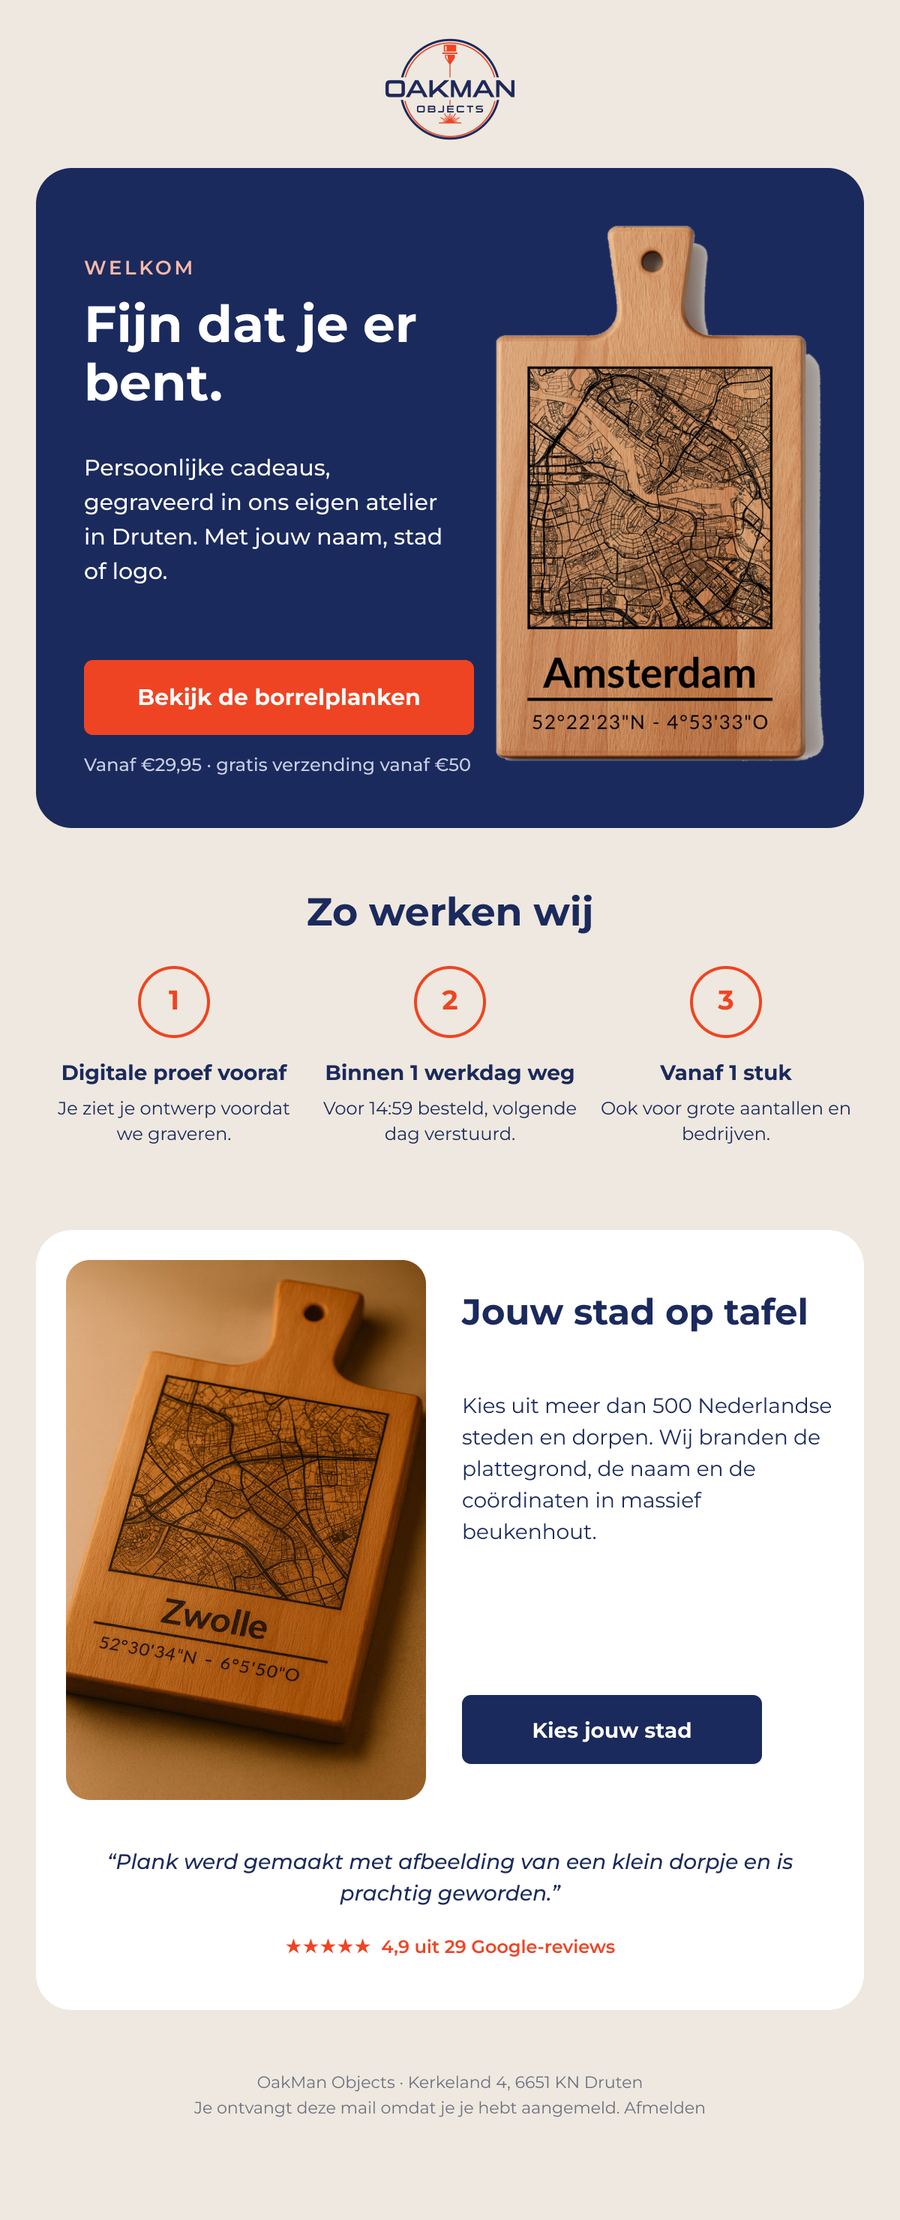 OAKMAN
OBJECTS
WELKOM
Fijn dat je er
bent.
Persoonlijke cadeaus,
gegraveerd in ons eigen atelier
in Druten. Met jouw naam, stad
of logo.
Bekijk de borrelplanken
Vanaf €29,95 · gratis verzending vanaf €50
Amsterdam
52°22'23"N - 4°53'33"O
Zo werken wij
1
Digitale proef vooraf
Je ziet je ontwerp voordat
we graveren.
2
Binnen 1 werkdag weg
Voor 14:59 besteld, volgende
dag verstuurd.
3
Vanaf 1 stuk
Ook voor grote aantallen en
bedrijven.
Zwolle
52°30'34"N - 6°5'50"O
Jouw stad op tafel
Kies uit meer dan 500 Nederlandse
steden en dorpen. Wij branden de
plattegrond, de naam en de
coördinaten in massief
beukenhout.
Kies jouw stad
“Plank werd gemaakt met afbeelding van een klein dorpje en is
prachtig geworden.”
★★★★★ 4,9 uit 29 Google-reviews
OakMan Objects · Kerkeland 4, 6651 KN Druten
Je ontvangt deze mail omdat je je hebt aangemeld. Afmelden